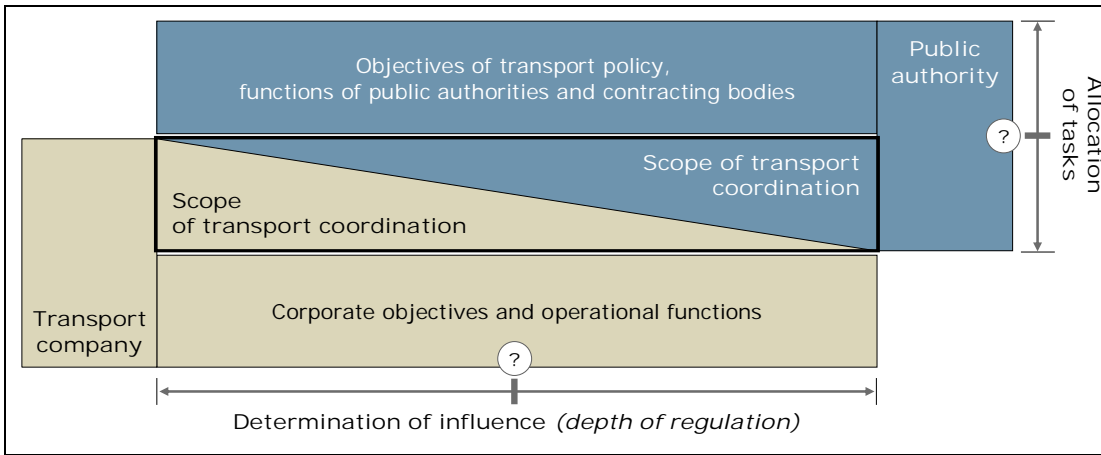 Objectives of transport policy,
functions of public authorities and contracting bodies
Public
authority
Allocation
of tasks
?
Scope of transport
coordination
Scope
of transport coordination
Transport
company
Corporate objectives and operational functions
?
Determination of influence (depth of regulation)